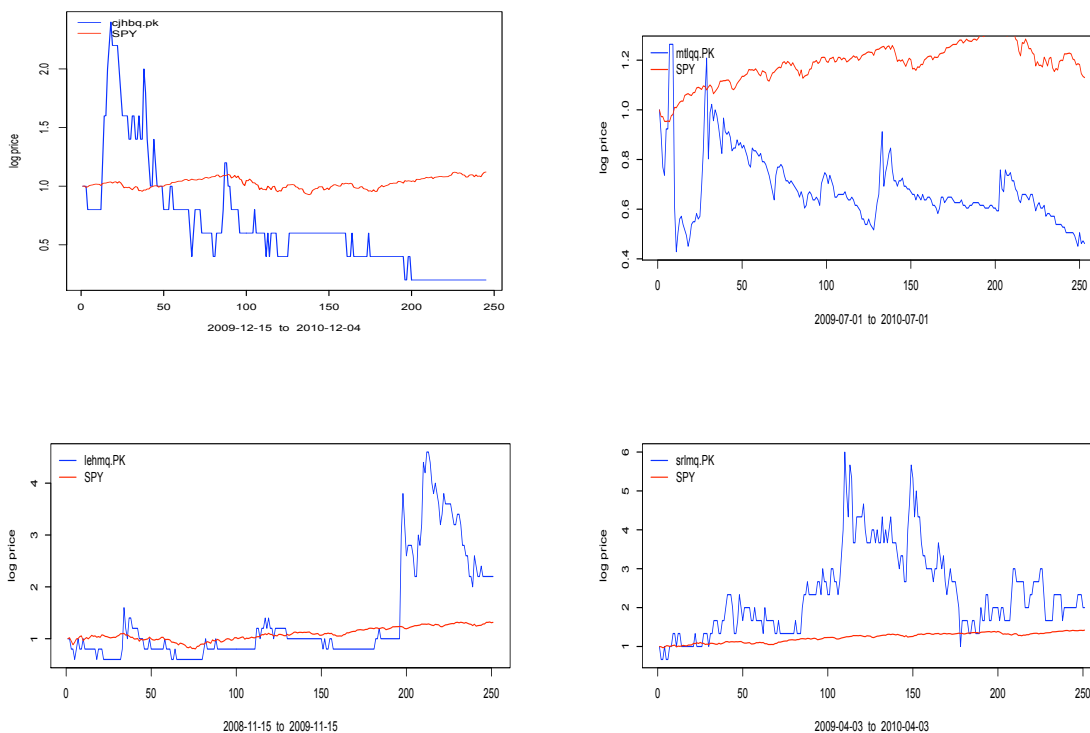 cjhbq.pk
SPY
log price
2.0
1.5
1.0
0.5
0 50 100 150 200 250
2009-12-15 to 2010-12-04
mtlqq.PK
SPY
log price
1.2
1.0
0.8
0.6
0.4
0 50 100 150 200 250
2009-07-01 to 2010-07-01
lehmq.PK
SPY
log price
4
3
2
1
0 50 100 150 200 250
2008-11-15 to 2009-11-15
srlmq.PK
SPY
log price
6
5
4
3
2
1
0 50 100 150 200 250
2009-04-03 to 2010-04-03